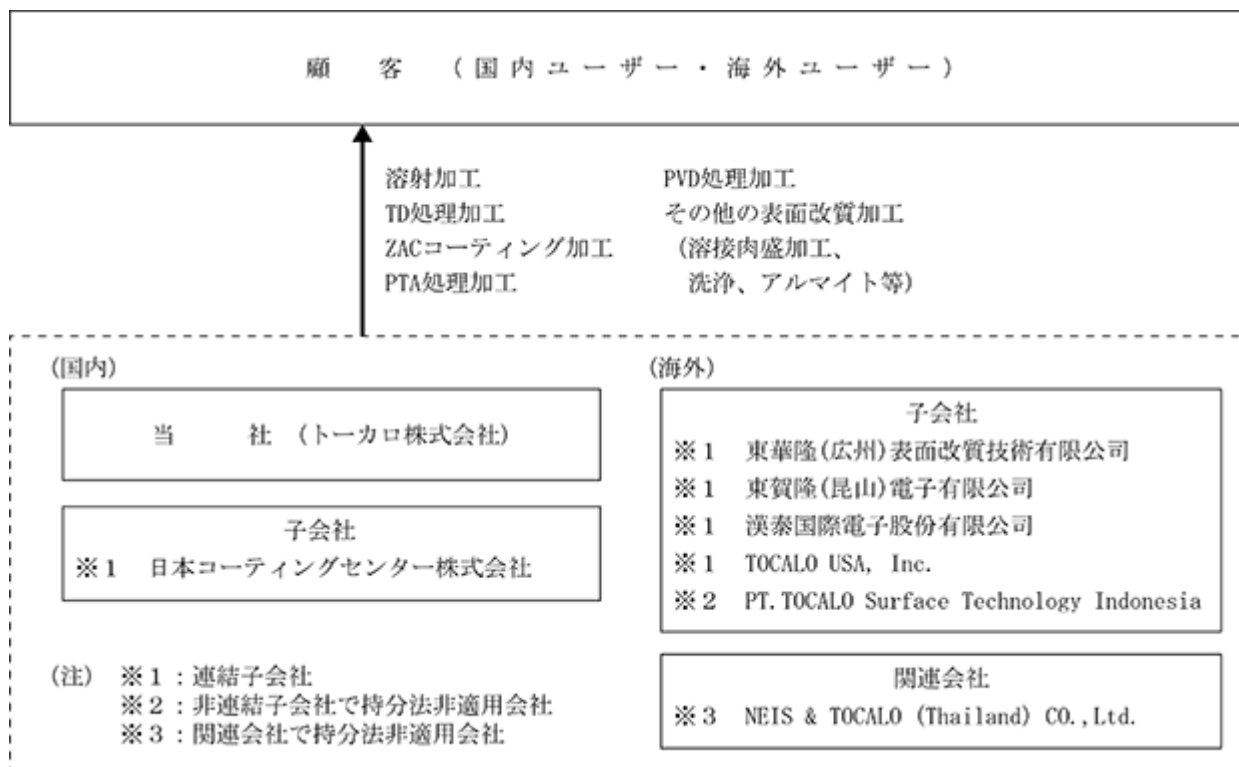 顧　客　(国内ユーザー・海外ユーザー)
溶射加工
TD処理加工
ZACコーティング加工
PTA処理加工
PVD処理加工
その他の表面改質加工
(溶接肉盛加工、
洗浄、アルマイト等)
(国内)
当　社　(トーカロ株式会社)
子会社
※1　日本コーティングセンター株式会社
(注)　※1：連結子会社
※2：非連結子会社で持分法非適用会社
※3：関連会社で持分法非適用会社
(海外)
子会社
※1　東華隆(広州)表面改質技術有限公司
※1　東賀隆(昆山)電子有限公司
※1　漢泰国際電子股份有限公司
※1　TOCALO USA, Inc.
※2　PT.TOCALO Surface Technology Indonesia
関連会社
※3　NEIS & TOCALO (Thailand) CO.,Ltd.